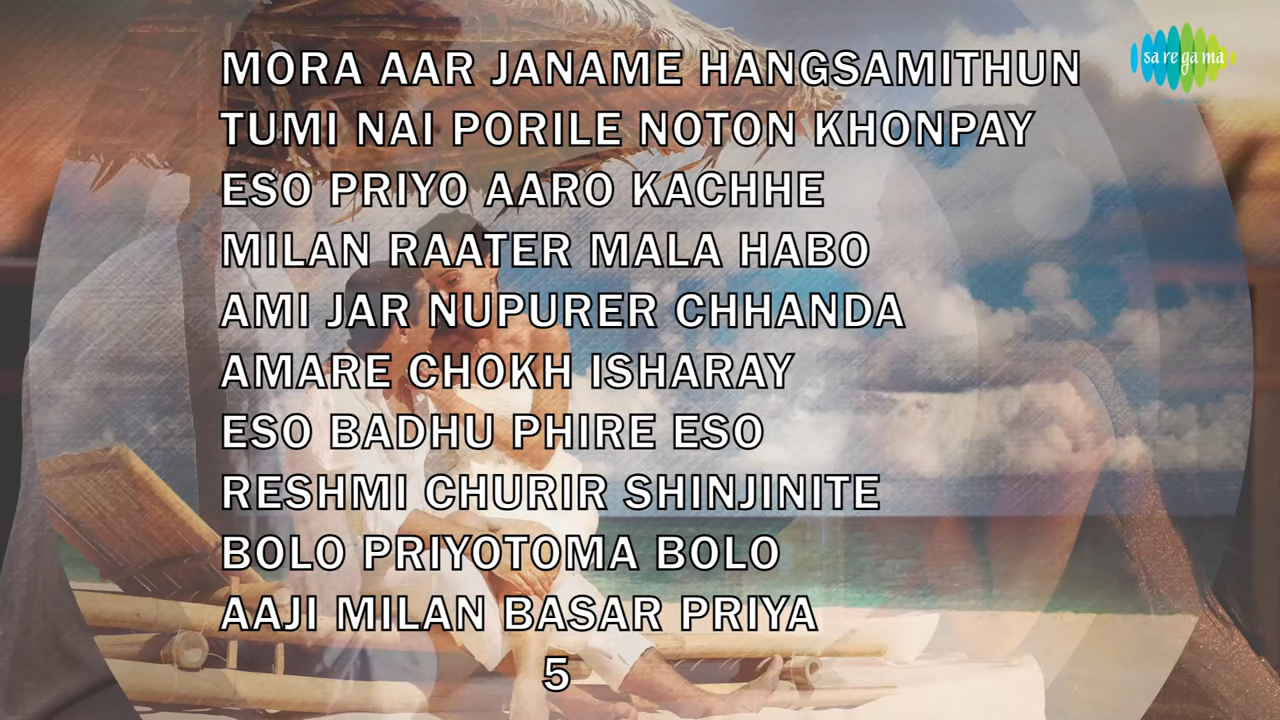 MORA AAR JANAME HANGSAMITHUN
saregama
TUMI NAI PORILE NOTON KHONPAY
ESO PRIYO AARO KACHHE
MILAN RAATER MALA HABO
AMI JAR NUPURER CHHANDA
AMARE CHOKH ISHARAY
ESO BADHU PHIRE ESO
RESHMI CHURIR SHINJINITE
BOLO PRIYOTOMA BOLO
AAJI MILAN BASAR PRIYA
5